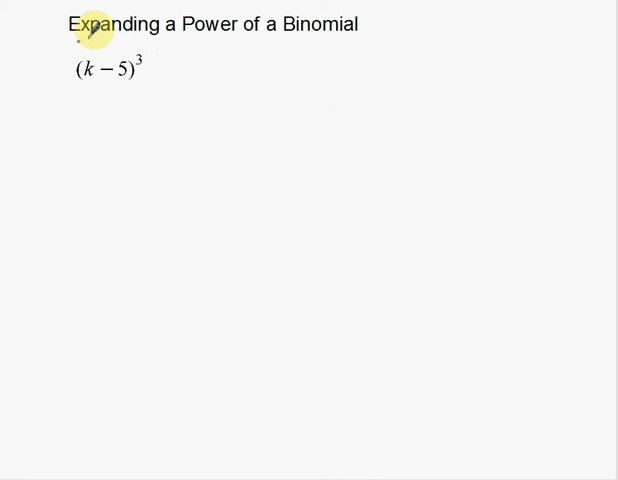 Expanding a Power of a Binomial
(k − 5)³